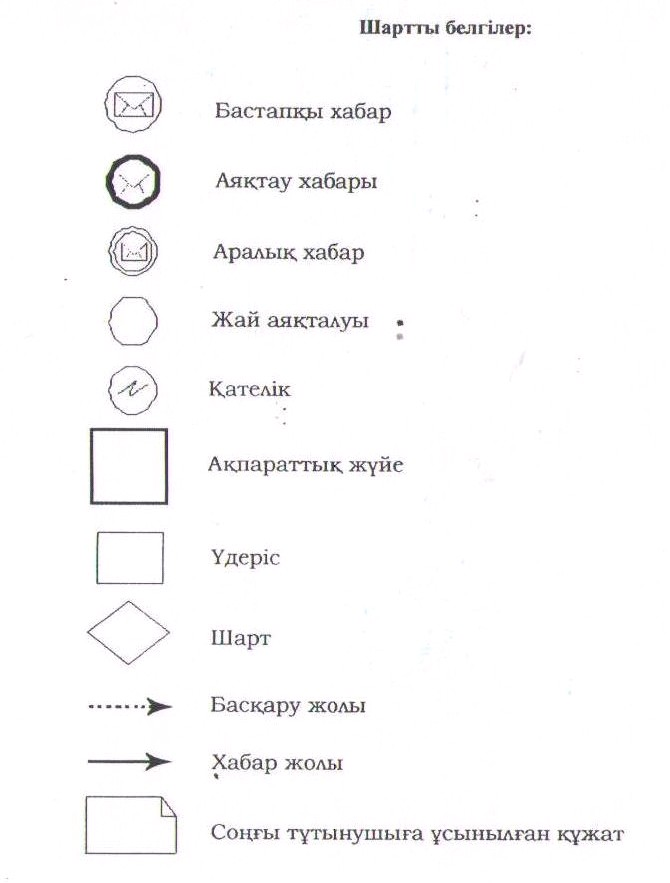 Шартты белгілер:
Бастапқы хабар
Аяқтау хабары
Аралық хабар
Жай аяқталуы
Қателік
Ақпараттық жүйе
Үдеріс
Шарт
Басқару жолы
Хабар жолы
Соңғы тұтынушыға ұсынылған құжат